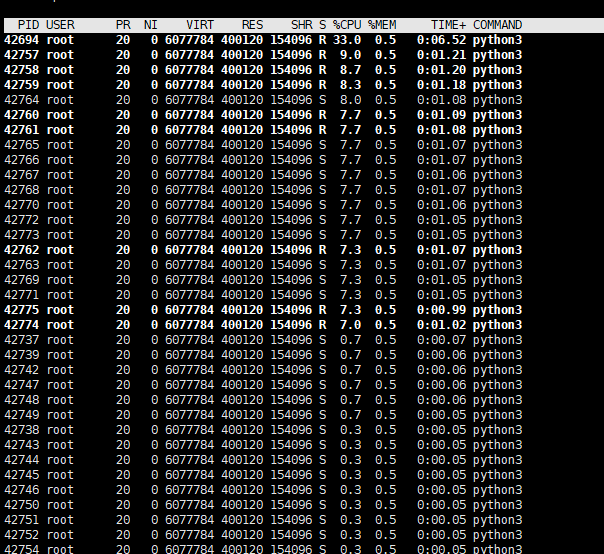 PID USER PR NI VIRT RES SHR S %CPU %MEM TIME+ COMMAND
42694 root 20 0 6077784 400120 154096 R 33.0 0.5 0:06.52 python3
42757 root 20 0 6077784 400120 154096 R 9.0 0.5 0:01.21 python3
42758 root 20 0 6077784 400120 154096 R 8.7 0.5 0:01.20 python3
42759 root 20 0 6077784 400120 154096 R 8.3 0.5 0:01.18 python3
42764 root 20 0 6077784 400120 154096 S 8.0 0.5 0:01.08 python3
42760 root 20 0 6077784 400120 154096 R 7.7 0.5 0:01.09 python3
42761 root 20 0 6077784 400120 154096 R 7.7 0.5 0:01.08 python3
42765 root 20 0 6077784 400120 154096 S 7.7 0.5 0:01.07 python3
42766 root 20 0 6077784 400120 154096 S 7.7 0.5 0:01.07 python3
42767 root 20 0 6077784 400120 154096 S 7.7 0.5 0:01.06 python3
42768 root 20 0 6077784 400120 154096 S 7.7 0.5 0:01.07 python3
42770 root 20 0 6077784 400120 154096 S 7.7 0.5 0:01.06 python3
42772 root 20 0 6077784 400120 154096 S 7.7 0.5 0:01.05 python3
42773 root 20 0 6077784 400120 154096 S 7.7 0.5 0:01.05 python3
42762 root 20 0 6077784 400120 154096 R 7.3 0.5 0:01.07 python3
42763 root 20 0 6077784 400120 154096 S 7.3 0.5 0:01.07 python3
42769 root 20 0 6077784 400120 154096 S 7.3 0.5 0:01.05 python3
42771 root 20 0 6077784 400120 154096 S 7.3 0.5 0:01.05 python3
42775 root 20 0 6077784 400120 154096 R 7.3 0.5 0:00.99 python3
42774 root 20 0 6077784 400120 154096 R 7.0 0.5 0:01.02 python3
42737 root 20 0 6077784 400120 154096 S 0.7 0.5 0:00.07 python3
42739 root 20 0 6077784 400120 154096 S 0.7 0.5 0:00.06 python3
42742 root 20 0 6077784 400120 154096 S 0.7 0.5 0:00.06 python3
42747 root 20 0 6077784 400120 154096 S 0.7 0.5 0:00.06 python3
42748 root 20 0 6077784 400120 154096 S 0.7 0.5 0:00.06 python3
42749 root 20 0 6077784 400120 154096 S 0.7 0.5 0:00.05 python3
42738 root 20 0 6077784 400120 154096 S 0.3 0.5 0:00.05 python3
42743 root 20 0 6077784 400120 154096 S 0.3 0.5 0:00.05 python3
42744 root 20 0 6077784 400120 154096 S 0.3 0.5 0:00.05 python3
42745 root 20 0 6077784 400120 154096 S 0.3 0.5 0:00.05 python3
42746 root 20 0 6077784 400120 154096 S 0.3 0.5 0:00.05 python3
42750 root 20 0 6077784 400120 154096 S 0.3 0.5 0:00.05 python3
42751 root 20 0 6077784 400120 154096 S 0.3 0.5 0:00.05 python3
42752 root 20 0 6077784 400120 154096 S 0.3 0.5 0:00.05 python3
42754 root 20 0 6077784 400120 154096 S 0.3 0.5 0:00.05 python3